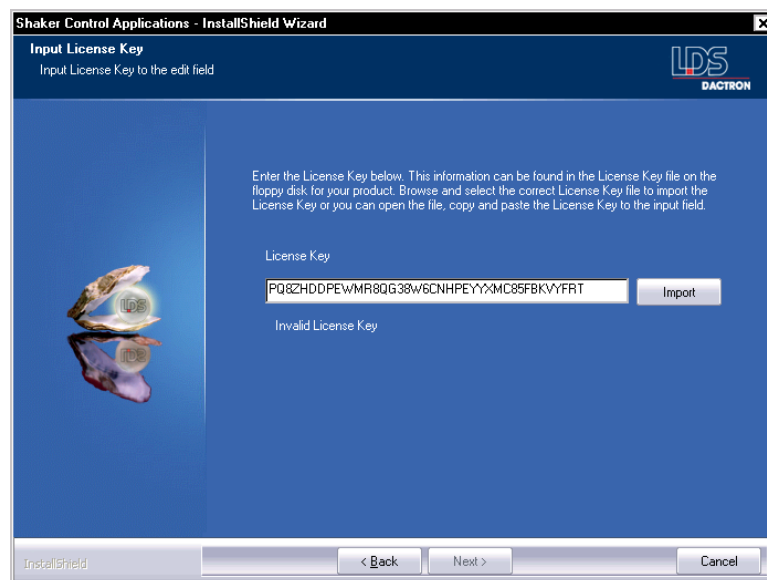 Shaker Control Applications - InstallShield Wizard
Input License Key
Input License Key to the edit field
LDS
DACTRON
Enter the License Key below. This information can be found in the License Key file on the
floppy disk for your product. Browse and select the correct License Key file to import the
License Key or you can open the file, copy and paste the License Key to the input field.
License Key
PQ8ZHDDPEWMR8QG38W6CNHPEYYXMC85FBKVYFRT
Import
Invalid License Key
LDS
InstallShield
< Back
Next >
Cancel